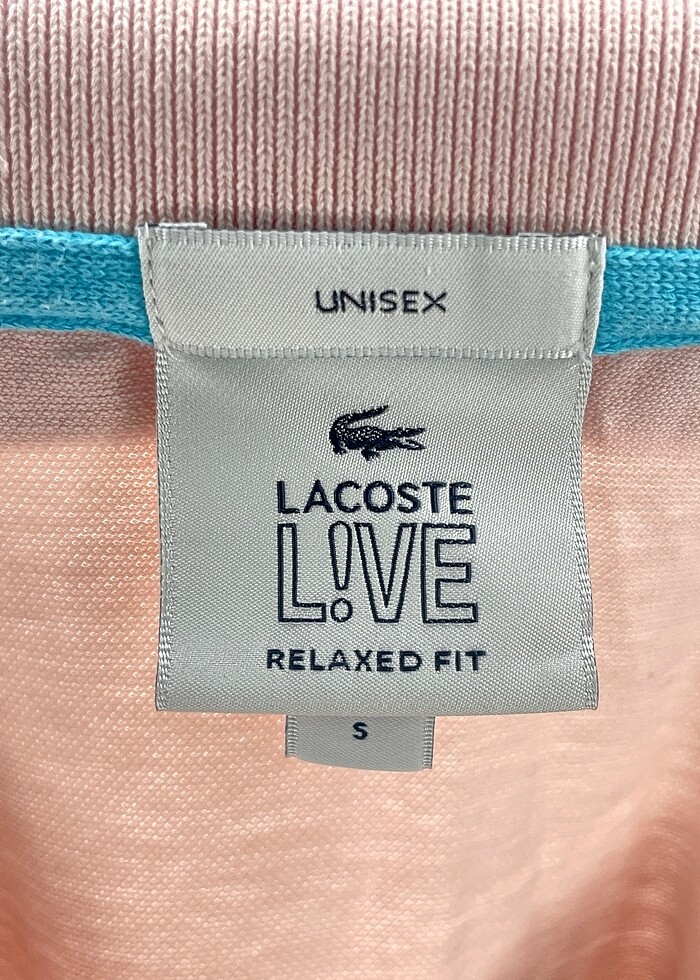 UNISEX
LACOSTE
L!VE
RELAXED FIT
S